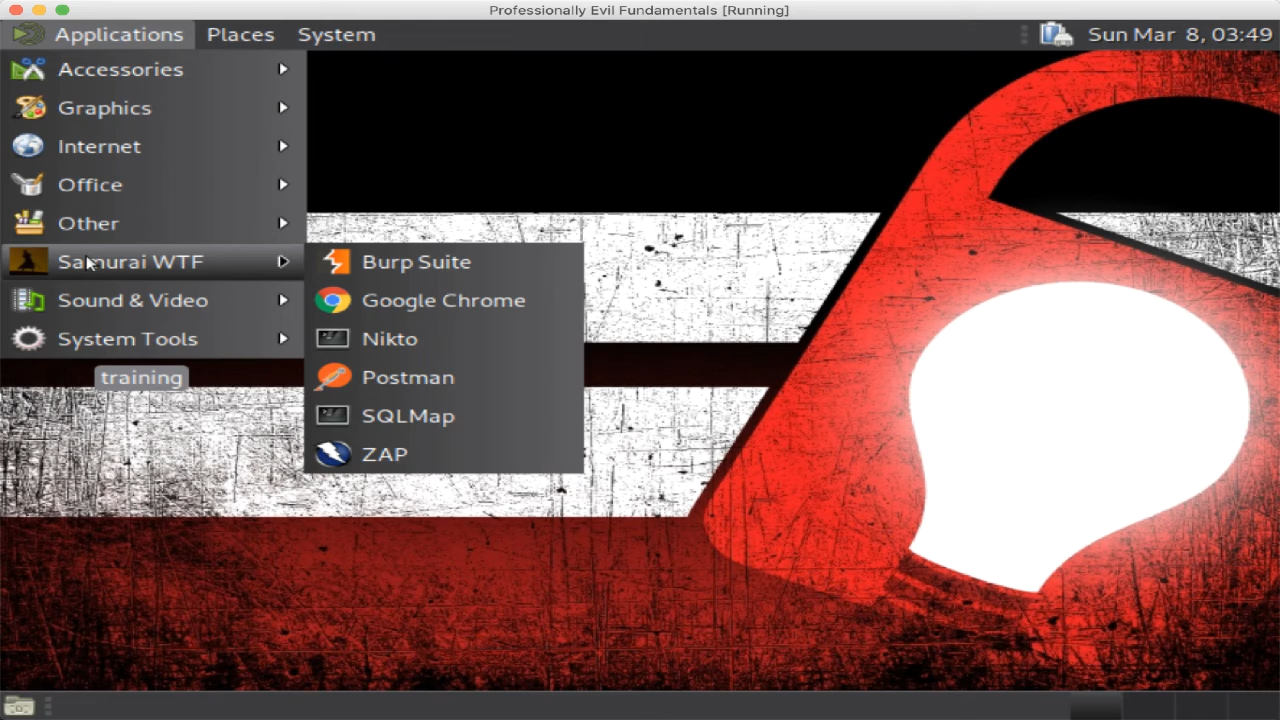 Professionally Evil Fundamentals [Running]
Applications Places System Sun Mar 8, 03:49
Accessories
Graphics
Internet
Office
Other
Samurai WTF
Sound & Video
System Tools
training
Burp Suite
Google Chrome
Nikto
Postman
SQLMap
ZAP